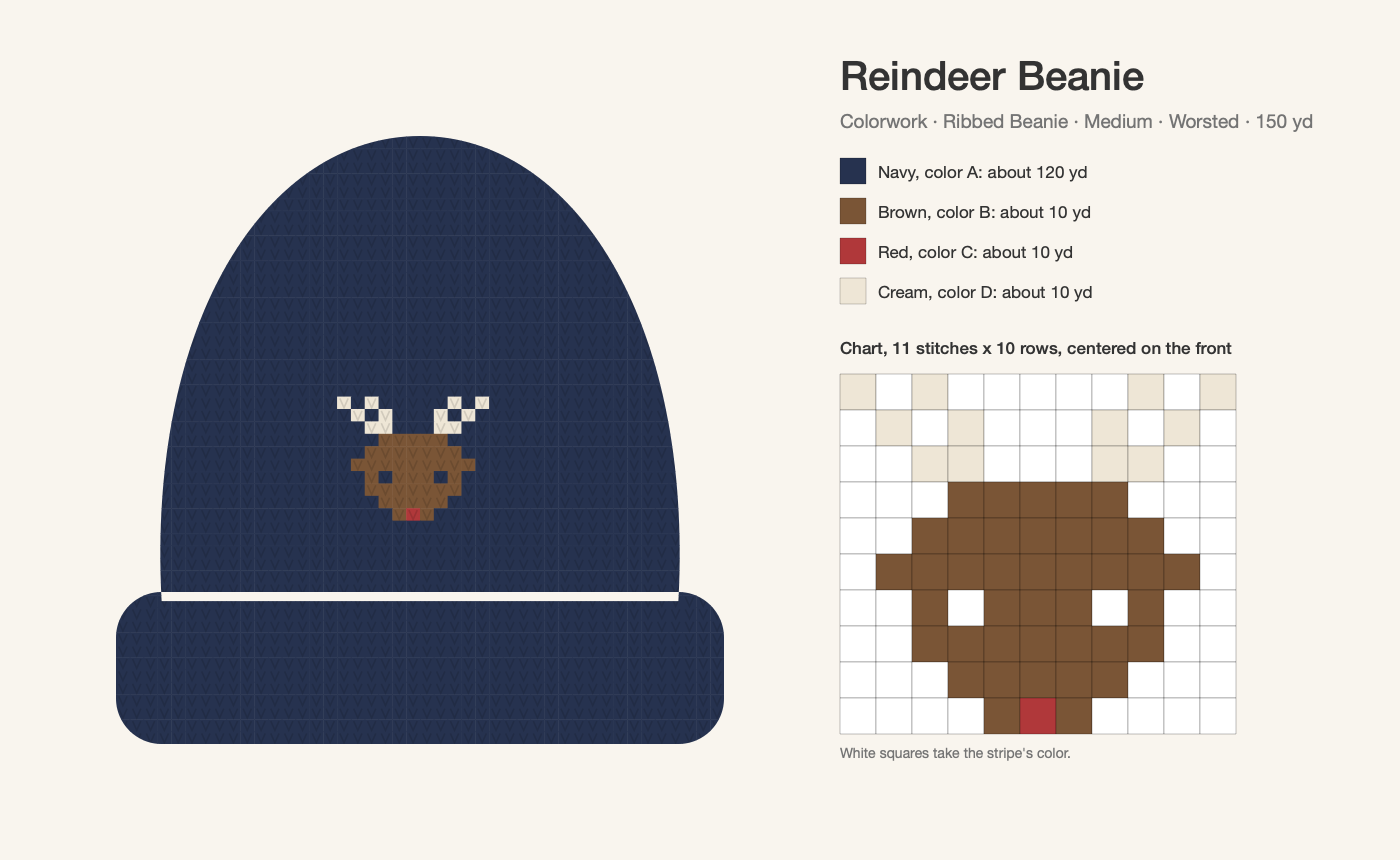 Reindeer Beanie
Colorwork · Ribbed Beanie · Medium · Worsted · 150 yd
Navy, color A: about 120 yd
Brown, color B: about 10 yd
Red, color C: about 10 yd
Cream, color D: about 10 yd
Chart, 11 stitches x 10 rows, centered on the front
White squares take the stripe's color.